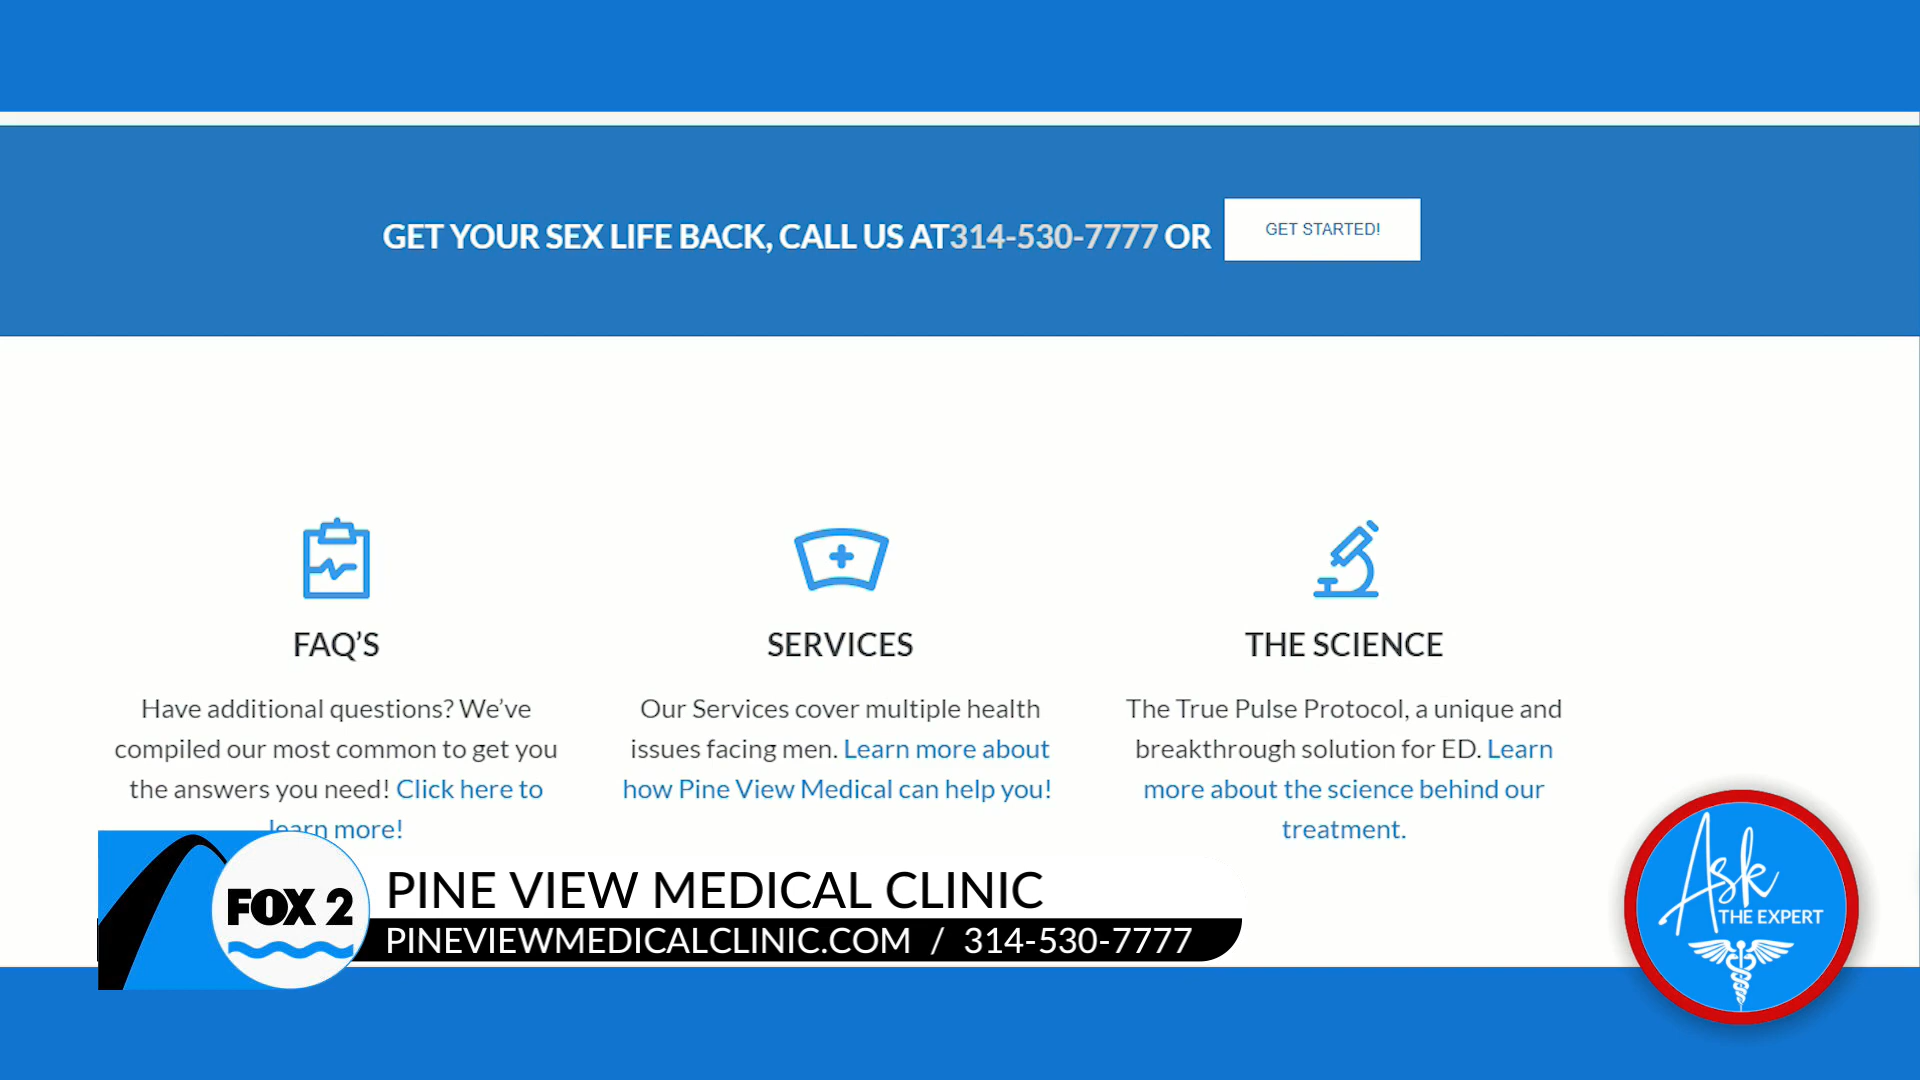 GET YOUR SEX LIFE BACK, CALL US AT314-530-7777 OR
GET STARTED!
FAQ’S
Have additional questions? We’ve
compiled our most common to get you
the answers you need! Click here to
learn more!
SERVICES
Our Services cover multiple health
issues facing men. Learn more about
how Pine View Medical can help you!
THE SCIENCE
The True Pulse Protocol, a unique and
breakthrough solution for ED. Learn
more about the science behind our
treatment.
FOX 2
PINE VIEW MEDICAL CLINIC
PINEVIEWMEDICALCLINIC.COM / 314-530-7777
Ask
THE EXPERT